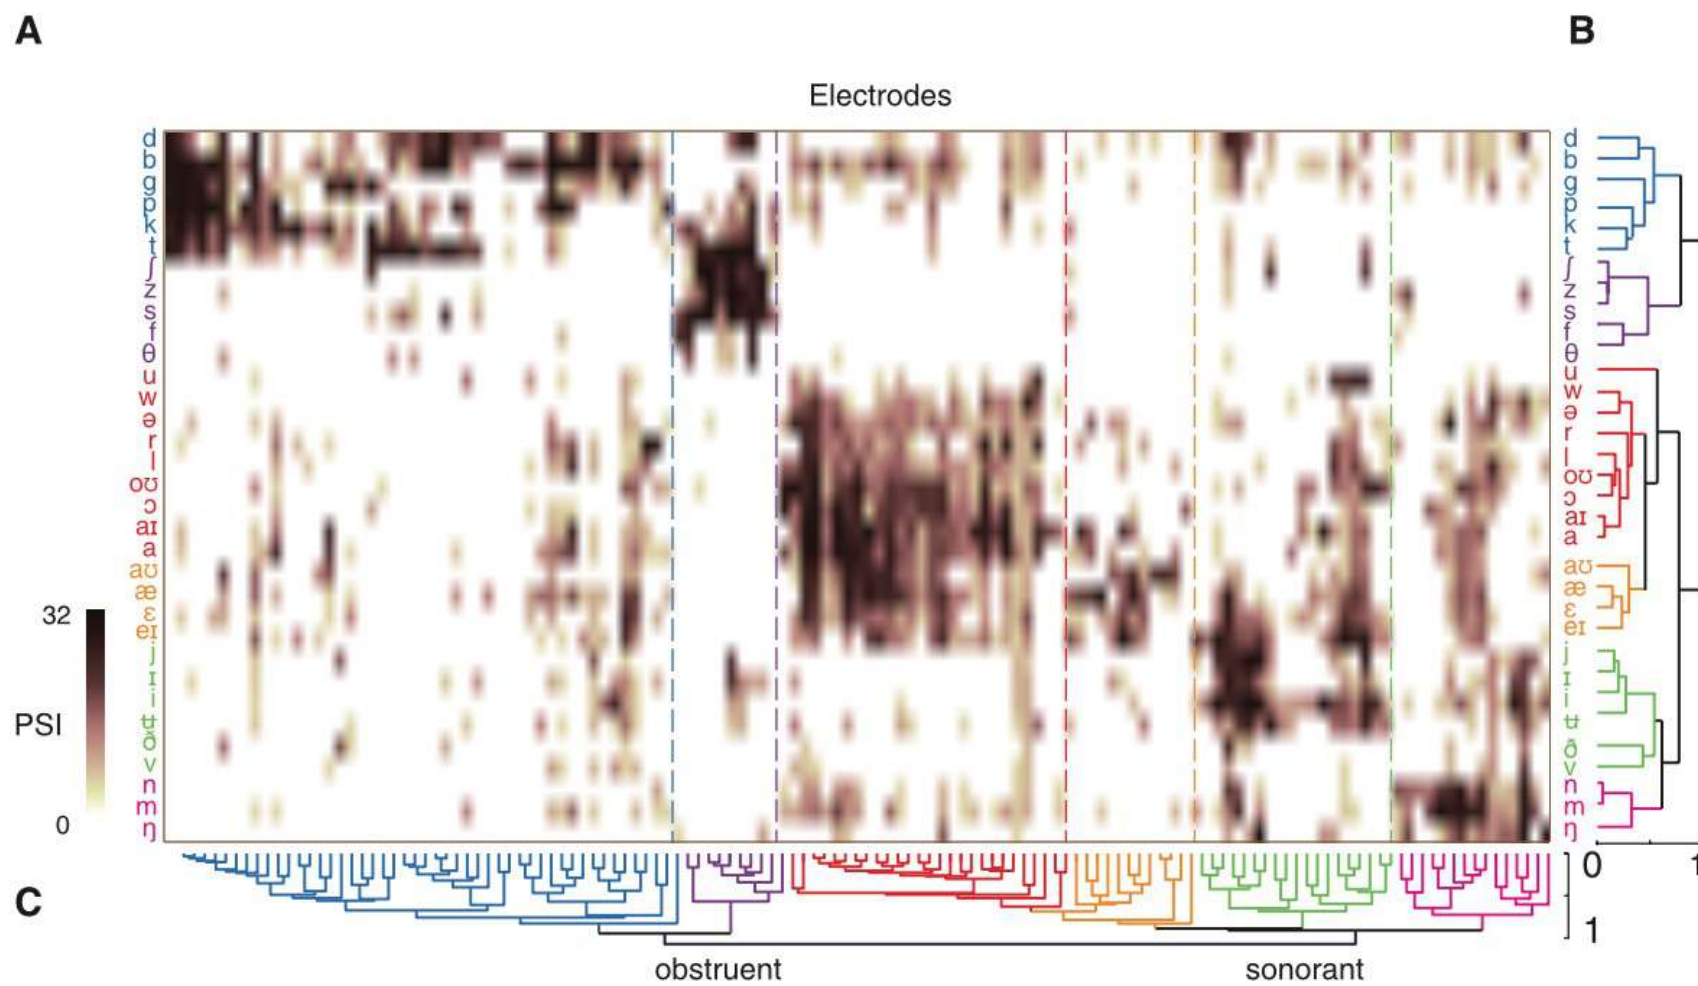 A
B
Electrodes
d
b
g
p
k
t
ʃ
z
s
f
θ
u
w
ə
r
l
oʊ
ɔ
aɪ
a
aʊ
æ
ɛ
eɪ
j
ɪ
i
ʉ
ð
v
n
m
ŋ
32
PSI
0
d
b
g
p
k
t
ʃ
z
s
f
θ
u
w
ə
r
l
oʊ
ɔ
aɪ
a
aʊ
æ
ɛ
eɪ
j
ɪ
i
ʉ
ð
v
n
m
ŋ
0 1
C
1
obstruent sonorant